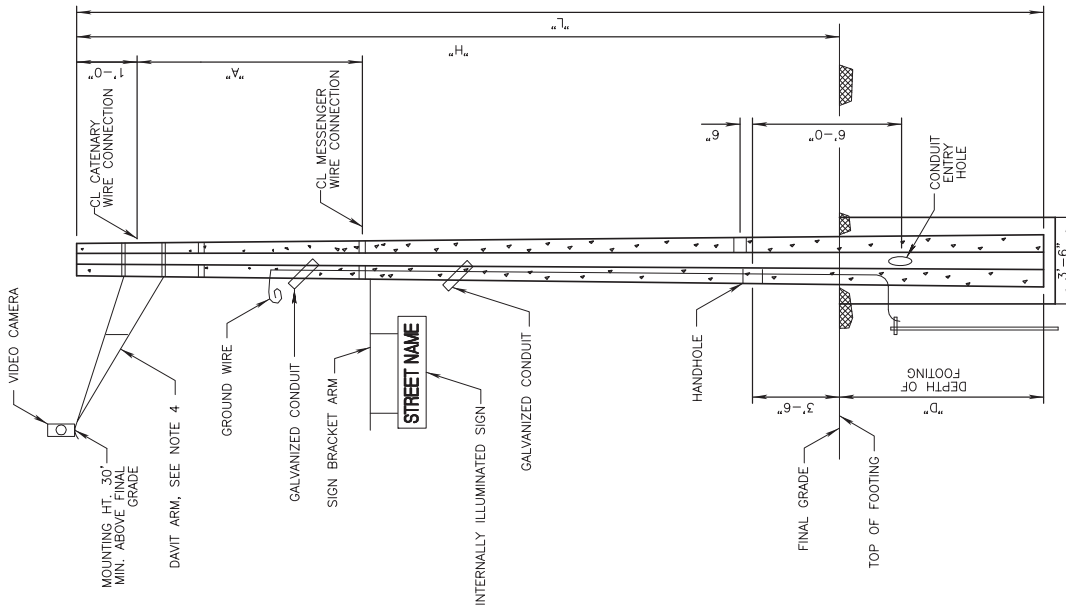 VIDEO CAMERA
MOUNTING HT. 30'
MIN. ABOVE FINAL
GRADE
DAVIT ARM, SEE NOTE 4
GROUND WIRE
GALVANIZED CONDUIT
SIGN BRACKET ARM
STREET NAME
INTERNALLY ILLUMINATED SIGN
GALVANIZED CONDUIT
HANDHOLE
FINAL GRADE
TOP OF FOOTING
CL CATENARY
WIRE CONNECTION
CL MESSENGER
WIRE CONNECTION
CONDUIT
ENTRY
HOLE
1'-0"
"A"
"H"
"L"
6"
6'-0"
3'-6"
"D"
DEPTH OF
FOOTING
3'-6"